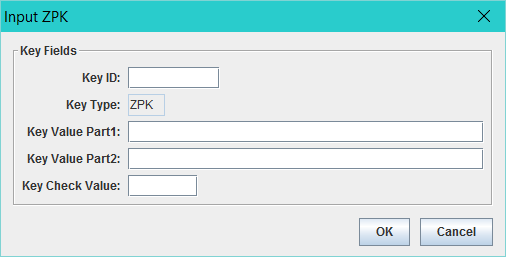 Input ZPK
Key Fields
Key ID:
Key Type: ZPK
Key Value Part1:
Key Value Part2:
Key Check Value:
OK Cancel